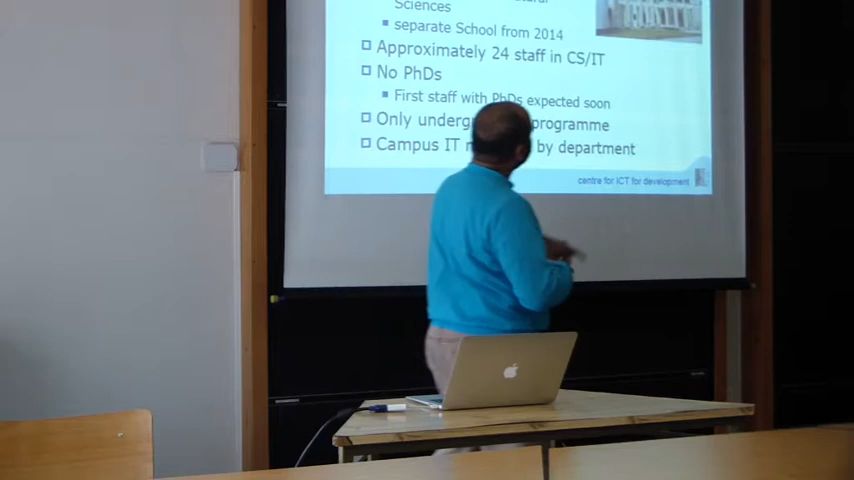 Sciences
separate School from 2014
Approximately 24 staff in CS/IT
No PhDs
First staff with PhDs expected soon
Only programme
Campus IT by department
centre for ICT for development